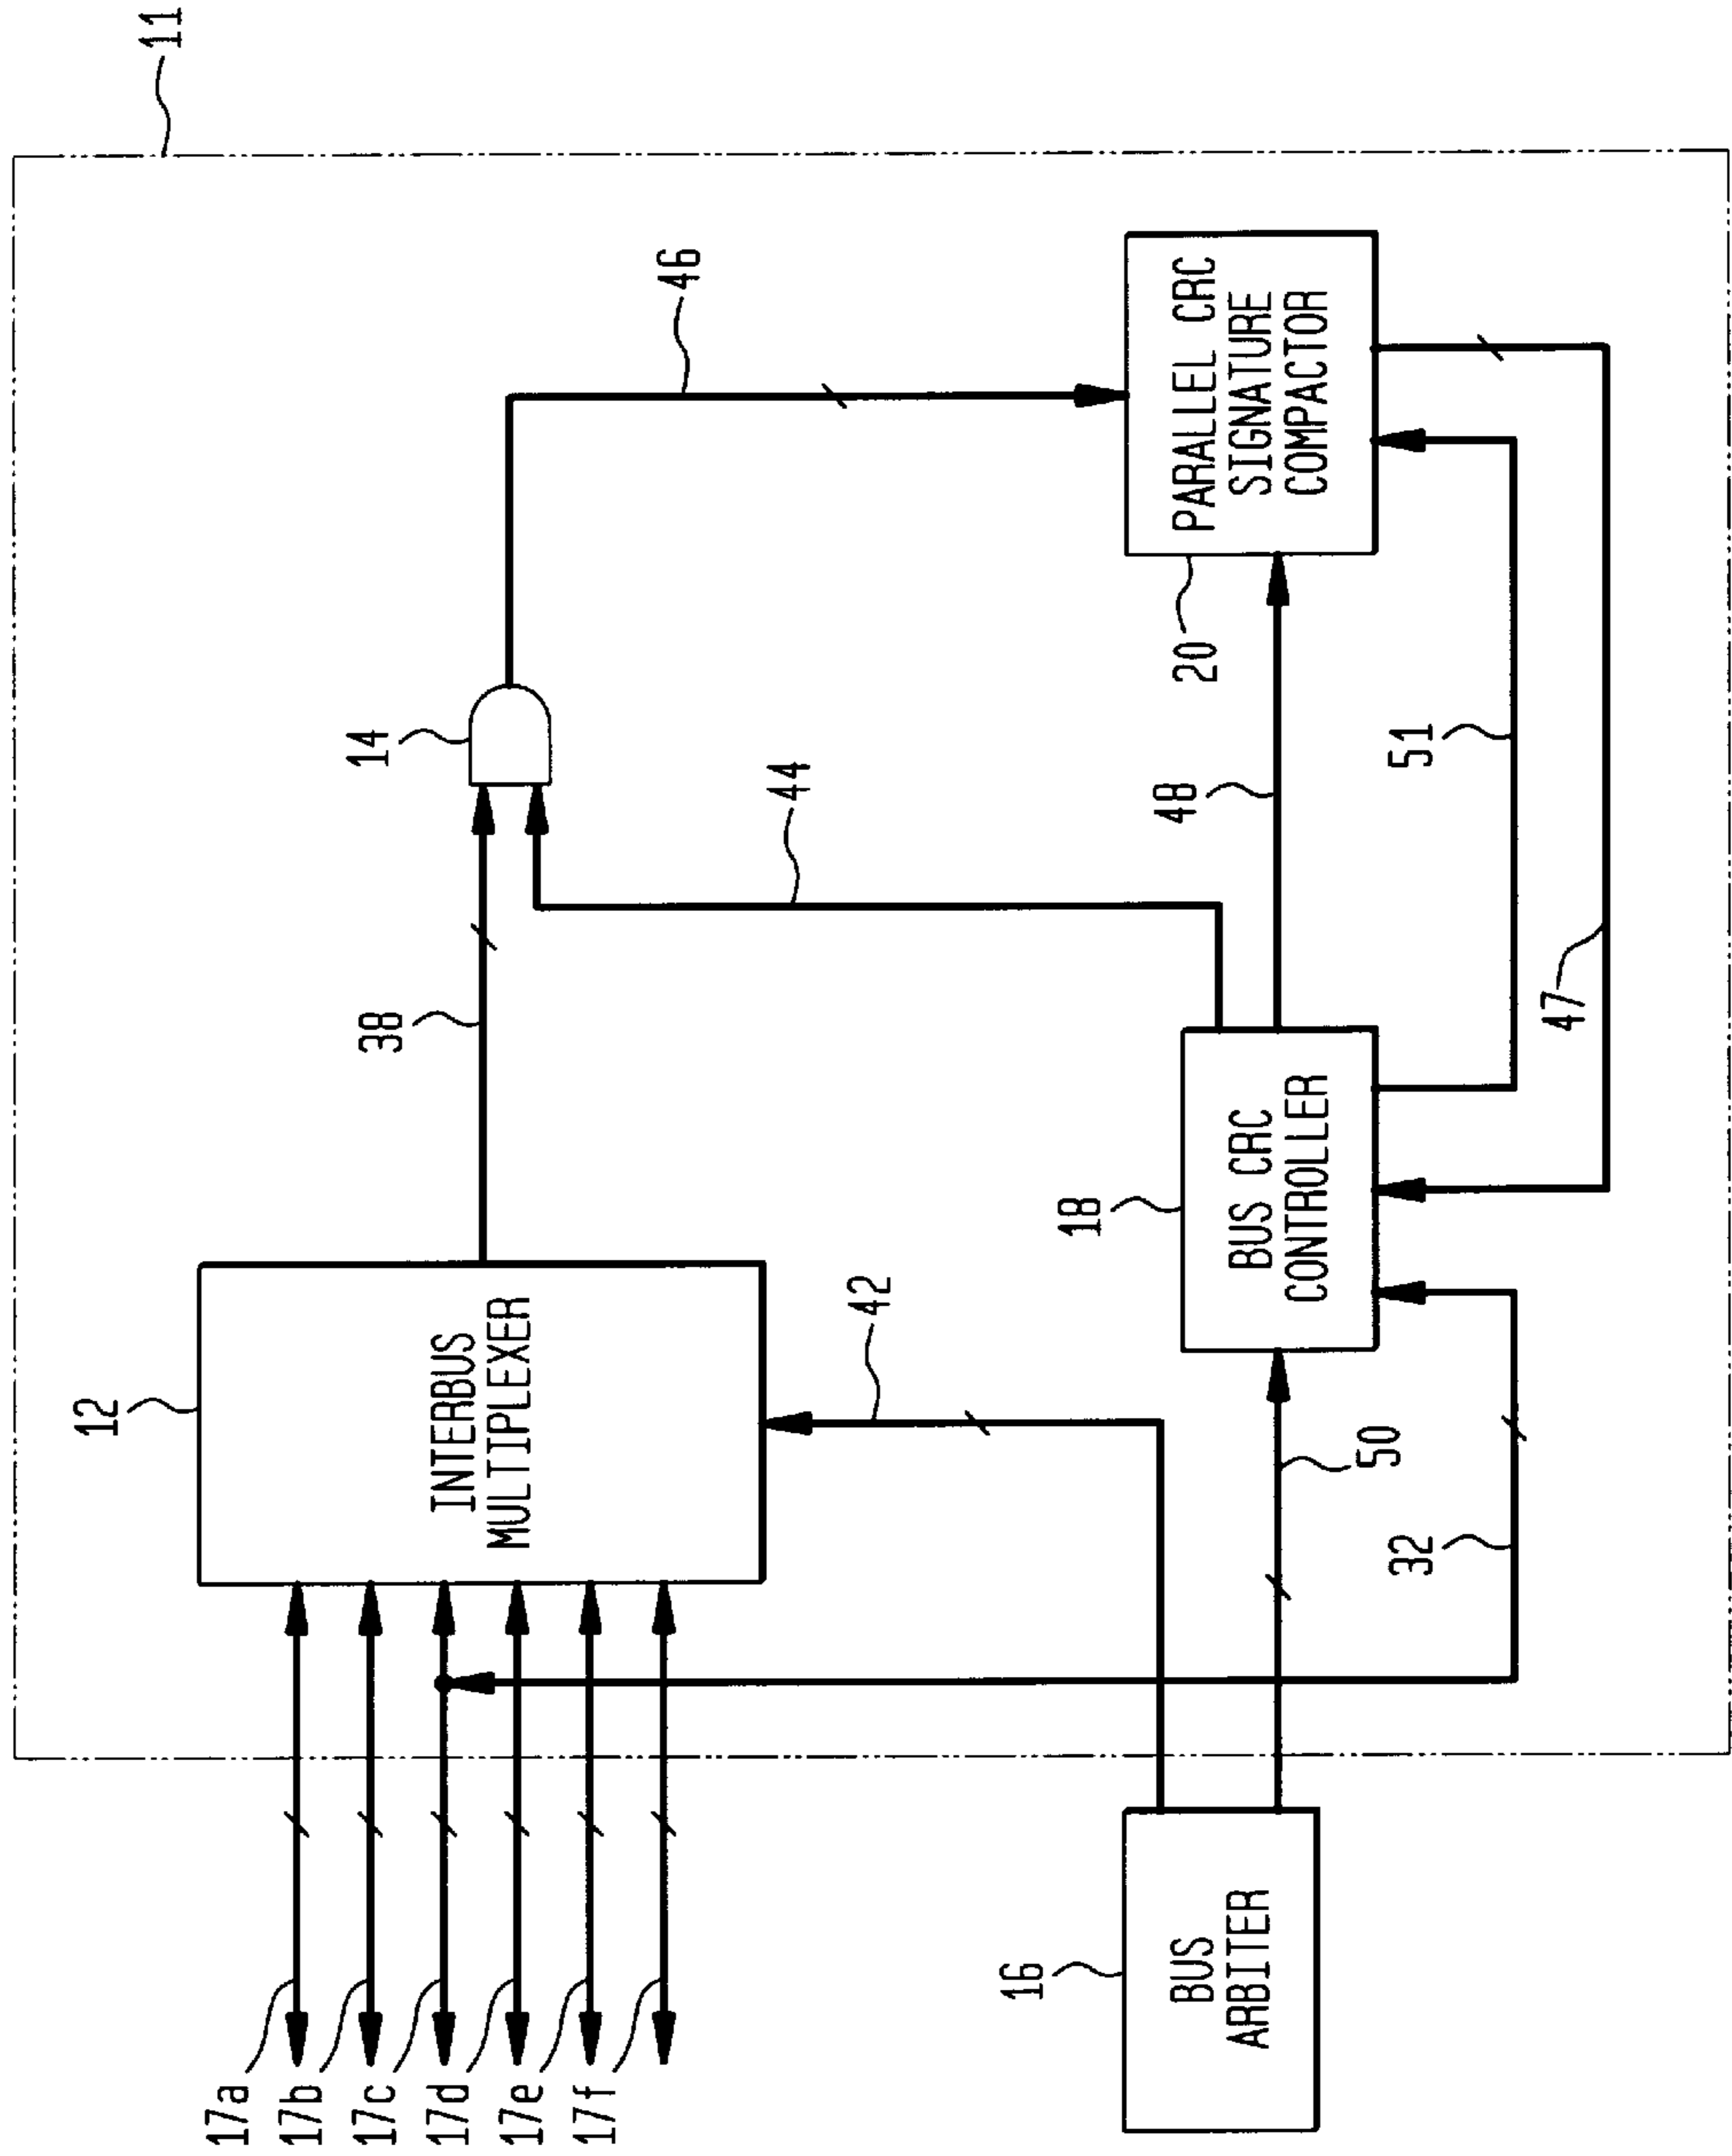 11
12
INTERBUS
MULTIPLEXER
17a
17b
17c
17d
17e
17f
38
14
46
44
42
16
BUS
ARBITER
50
32
18
BUS CRC
CONTROLLER
48
20
PARALLEL CRC
SIGNATURE
COMPACTOR
51
47